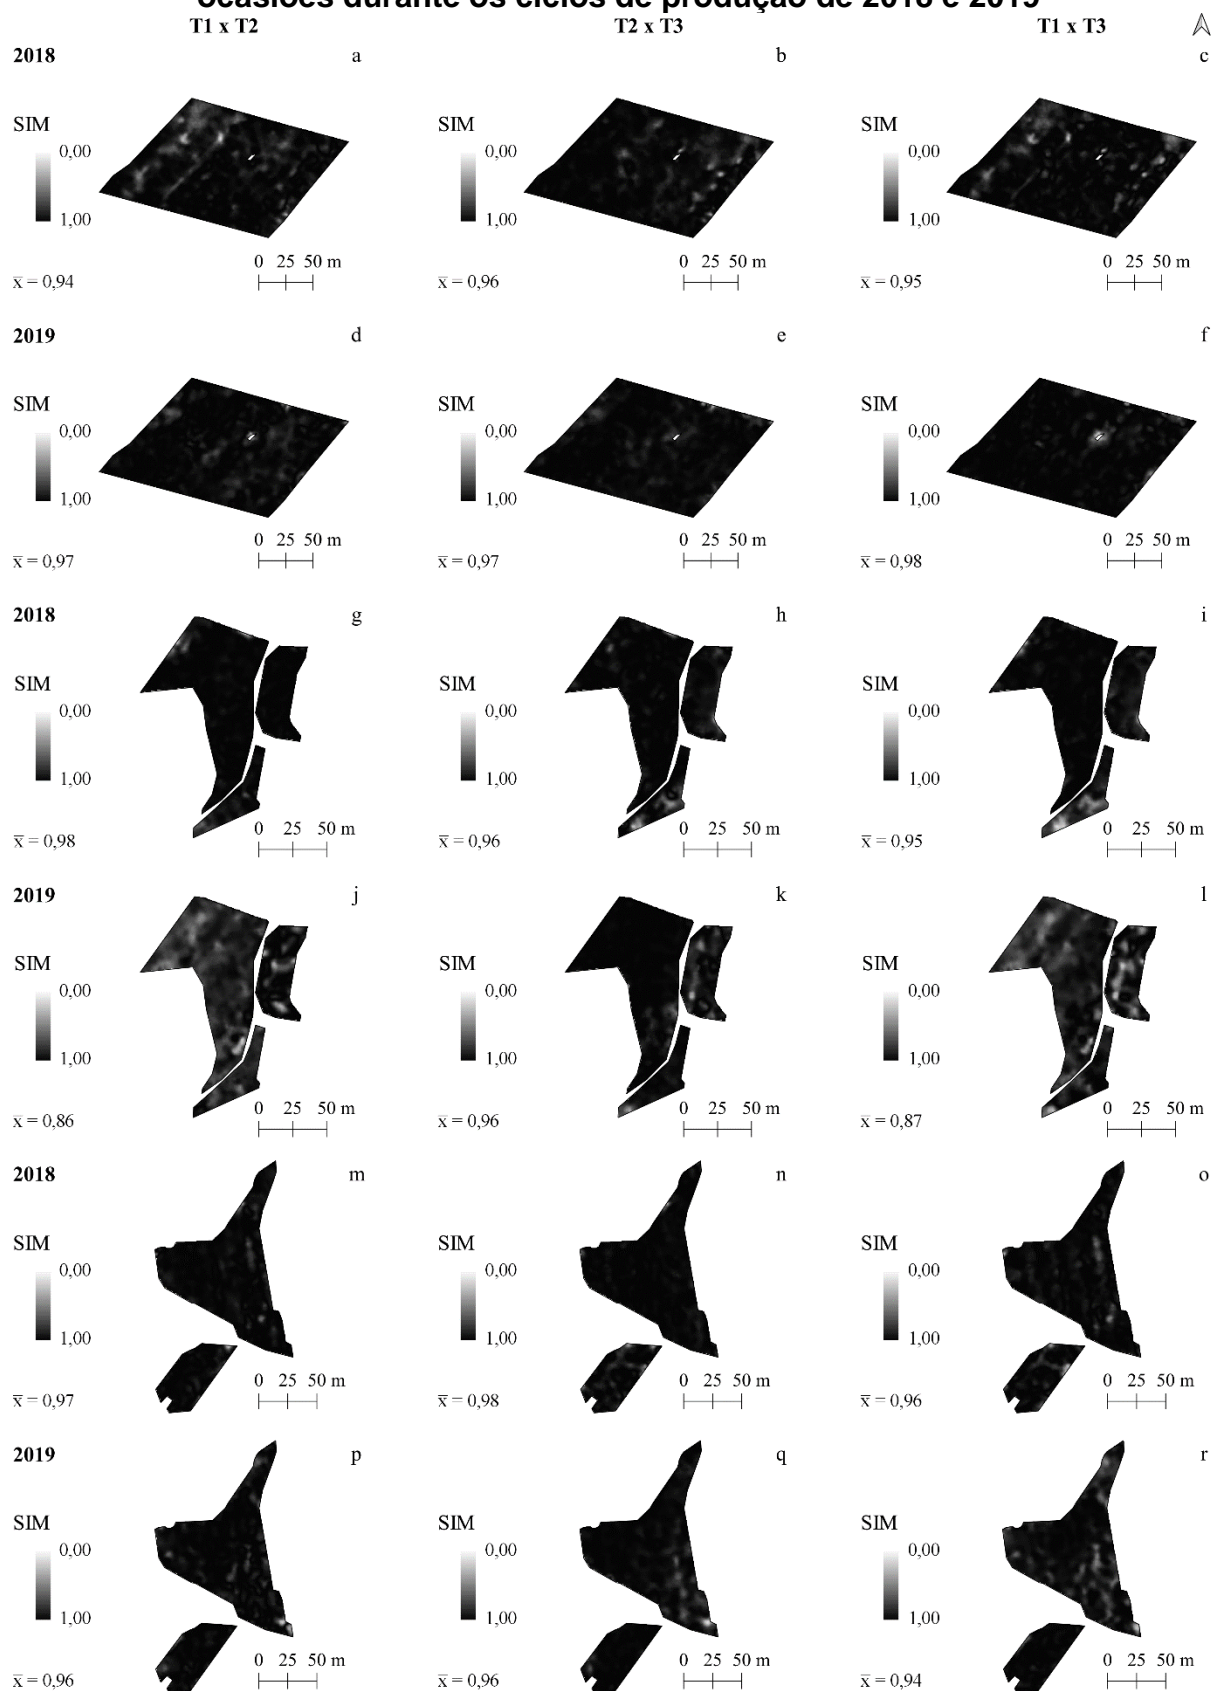 ocasiões durante os ciclos de produção de 2018 e 2019
T1 x T2 T2 x T3 T1 x T3
2018 a b c
SIM SIM SIM
0,00 0,00 0,00
1,00 1,00 1,00
0 25 50 m 0 25 50 m 0 25 50 m
x̅ = 0,94 x̅ = 0,96 x̅ = 0,95
2019 d e f
SIM SIM SIM
0,00 0,00 0,00
1,00 1,00 1,00
0 25 50 m 0 25 50 m 0 25 50 m
x̅ = 0,97 x̅ = 0,97 x̅ = 0,98
2018 g h i
SIM SIM SIM
0,00 0,00 0,00
1,00 1,00 1,00
0 25 50 m 0 25 50 m 0 25 50 m
x̅ = 0,98 x̅ = 0,96 x̅ = 0,95
2019 j k l
SIM SIM SIM
0,00 0,00 0,00
1,00 1,00 1,00
0 25 50 m 0 25 50 m 0 25 50 m
x̅ = 0,86 x̅ = 0,96 x̅ = 0,87
2018 m n o
SIM SIM SIM
0,00 0,00 0,00
1,00 1,00 1,00
0 25 50 m 0 25 50 m 0 25 50 m
x̅ = 0,97 x̅ = 0,98 x̅ = 0,96
2019 p q r
SIM SIM SIM
0,00 0,00 0,00
1,00 1,00 1,00
0 25 50 m 0 25 50 m 0 25 50 m
x̅ = 0,96 x̅ = 0,96 x̅ = 0,94